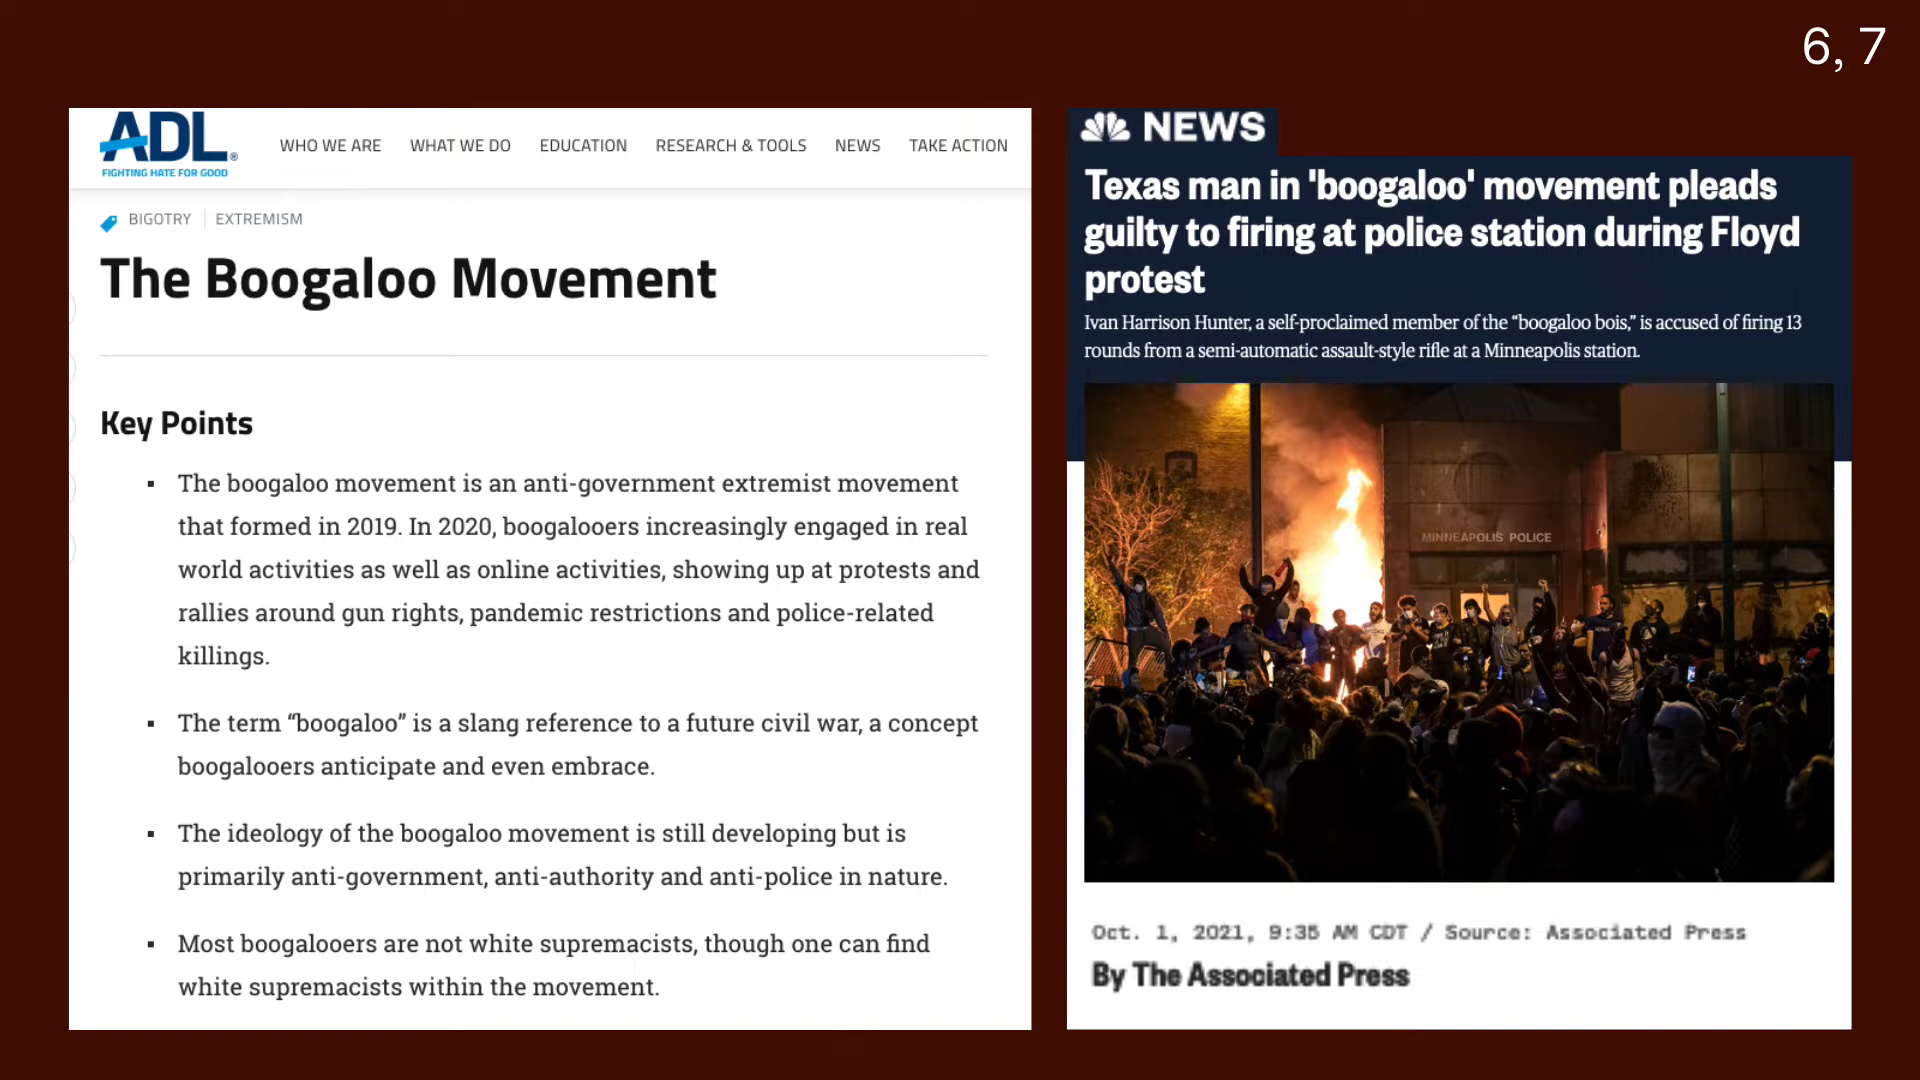 6, 7
ADL®
FIGHTING HATE FOR GOOD
WHO WE ARE WHAT WE DO EDUCATION RESEARCH & TOOLS NEWS TAKE ACTION
BIGOTRY EXTREMISM
The Boogaloo Movement
Key Points
▪ The boogaloo movement is an anti-government extremist movement
that formed in 2019. In 2020, boogalooers increasingly engaged in real
world activities as well as online activities, showing up at protests and
rallies around gun rights, pandemic restrictions and police-related
killings.
▪ The term “boogaloo” is a slang reference to a future civil war, a concept
boogalooers anticipate and even embrace.
▪ The ideology of the boogaloo movement is still developing but is
primarily anti-government, anti-authority and anti-police in nature.
▪ Most boogalooers are not white supremacists, though one can find
white supremacists within the movement.
NEWS
Texas man in 'boogaloo' movement pleads
guilty to firing at police station during Floyd
protest
Ivan Harrison Hunter, a self-proclaimed member of the “boogaloo bois,” is accused of firing 13
rounds from a semi-automatic assault-style rifle at a Minneapolis station.
MINNEAPOLIS POLICE
Oct. 1, 2021, 9:35 AM CDT / Source: Associated Press
By The Associated Press